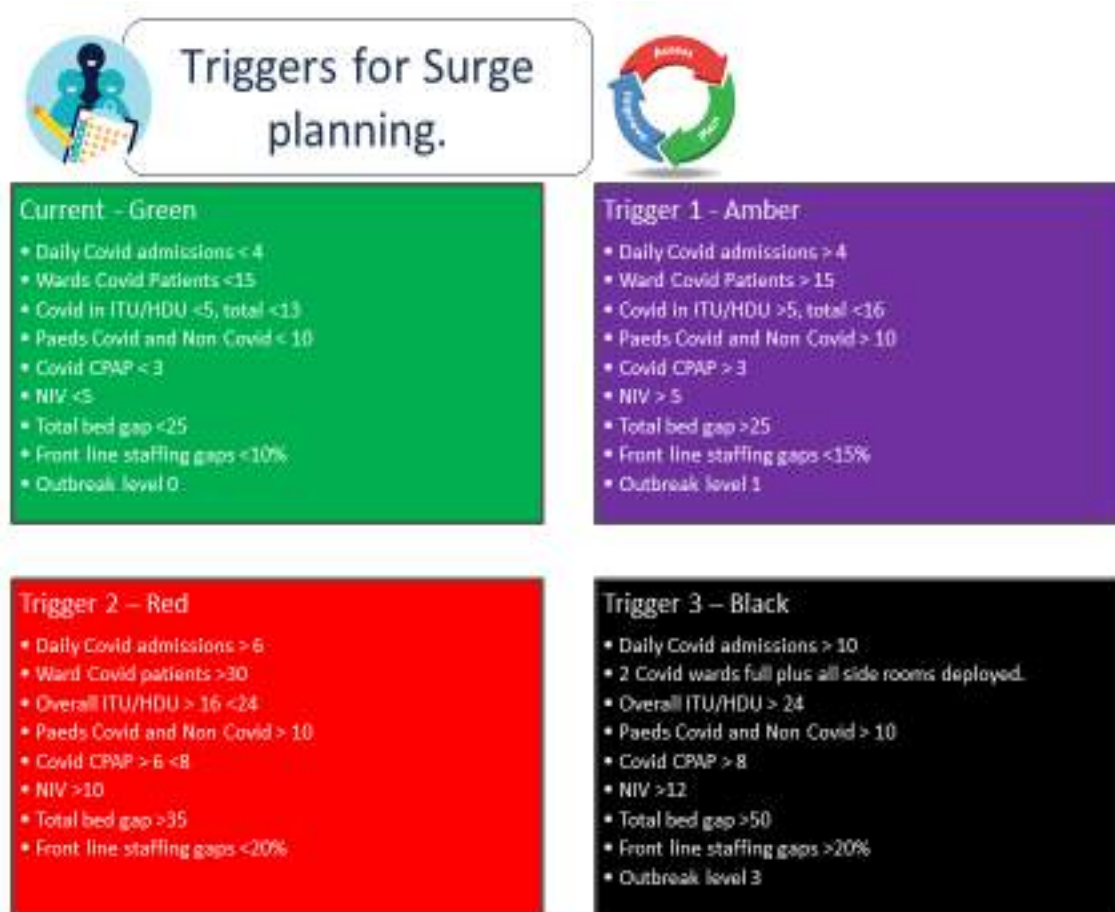 Triggers for Surge
planning.
Assess
Plan
Current - Green
• Daily Covid admissions < 4
• Wards Covid Patients <15
• Covid in ITU/HDU <5, total <13
• Paeds Covid and Non Covid < 10
• Covid CPAP < 3
• NIV <5
• Total bed gap <25
• Front line staffing gaps <10%
• Outbreak level 0
Trigger 1 - Amber
• Daily Covid admissions > 4
• Ward Covid Patients > 15
• Covid in ITU/HDU >5, total <16
• Paeds Covid and Non Covid > 10
• Covid CPAP > 3
• NIV > 5
• Total bed gap >25
• Front line staffing gaps <15%
• Outbreak level 1
Trigger 2 – Red
• Daily Covid admissions > 6
• Ward Covid patients >30
• Overall ITU/HDU > 16 <24
• Paeds Covid and Non Covid > 10
• Covid CPAP > 6 <8
• NIV >10
• Total bed gap >35
• Front line staffing gaps <20%
Trigger 3 – Black
• Daily Covid admissions > 10
• 2 Covid wards full plus all side rooms deployed.
• Overall ITU/HDU > 24
• Paeds Covid and Non Covid > 10
• Covid CPAP > 8
• NIV >12
• Total bed gap >50
• Front line staffing gaps >20%
• Outbreak level 3